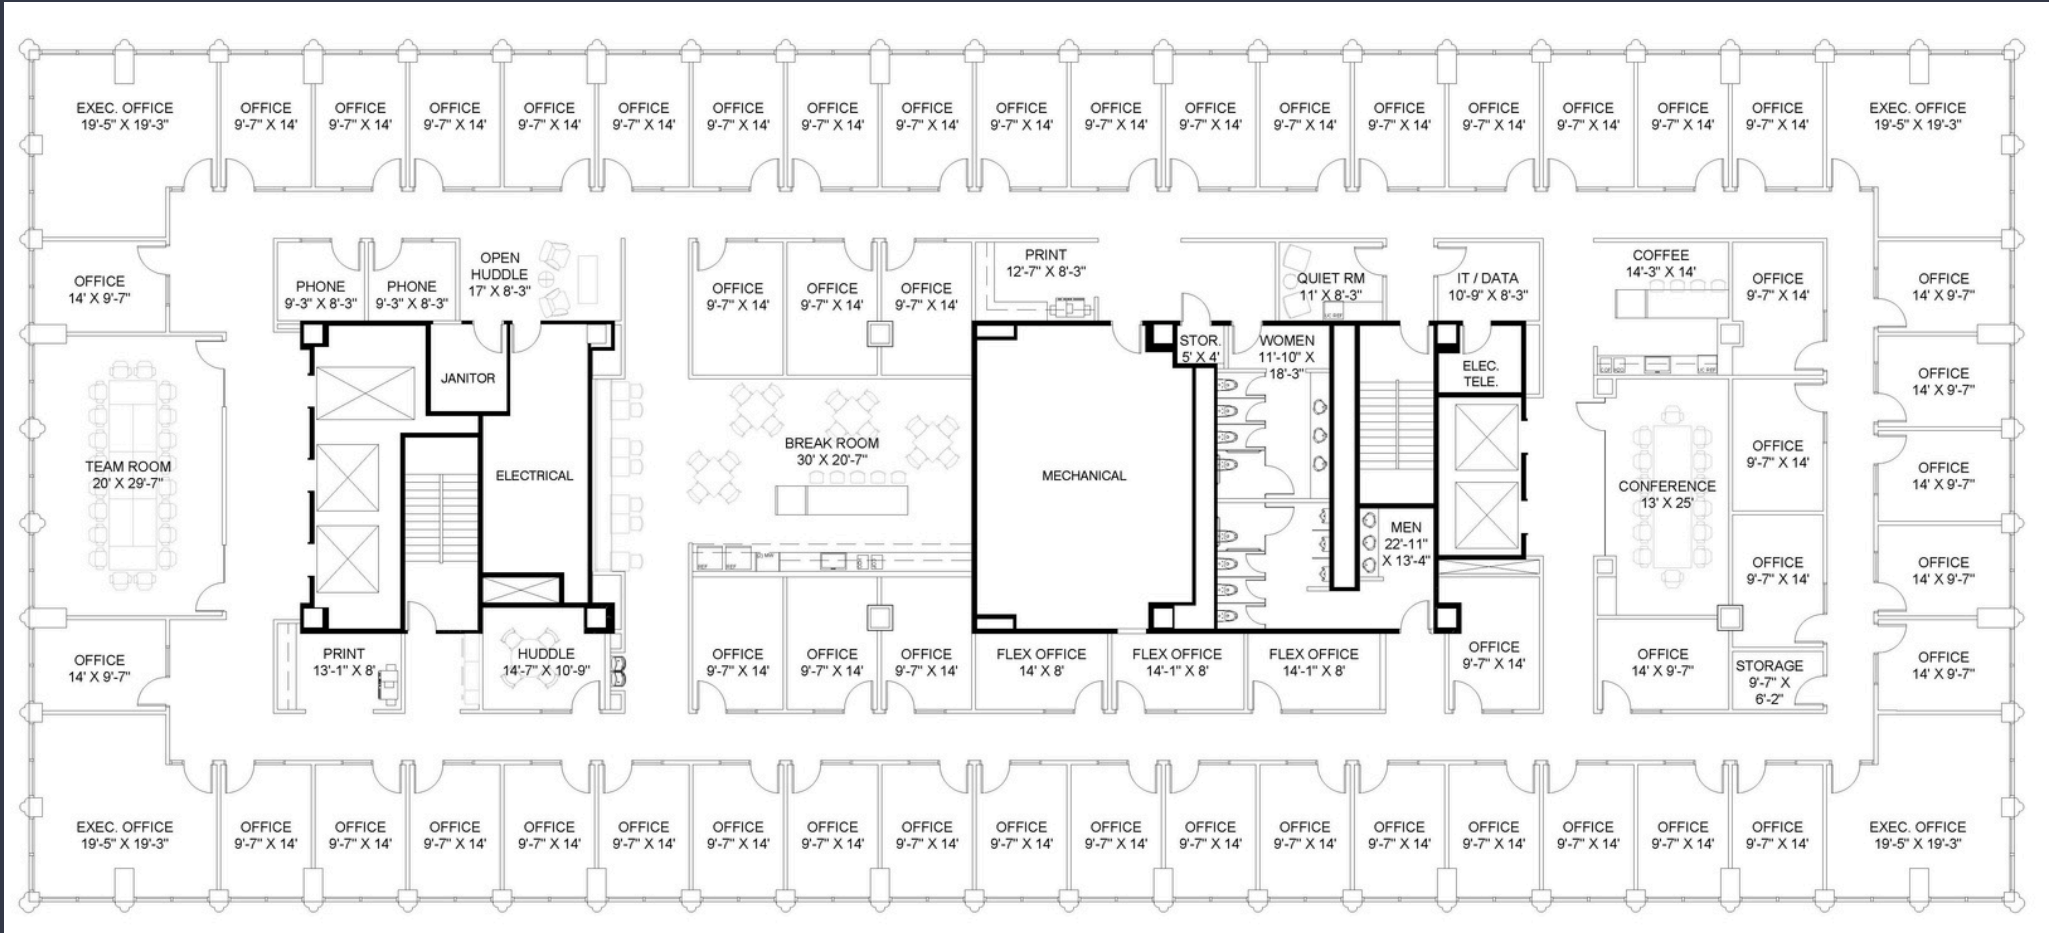 EXEC. OFFICE
19'-5" X 19'-3"
OFFICE
9'-7" X 14'
OFFICE
9'-7" X 14'
OFFICE
9'-7" X 14'
OFFICE
9'-7" X 14'
OFFICE
9'-7" X 14'
OFFICE
9'-7" X 14'
OFFICE
9'-7" X 14'
OFFICE
9'-7" X 14'
OFFICE
9'-7" X 14'
OFFICE
9'-7" X 14'
OFFICE
9'-7" X 14'
OFFICE
9'-7" X 14'
OFFICE
9'-7" X 14'
OFFICE
9'-7" X 14'
OFFICE
9'-7" X 14'
OFFICE
9'-7" X 14'
OFFICE
9'-7" X 14'
EXEC. OFFICE
19'-5" X 19'-3"
OFFICE
14' X 9'-7"
PHONE
9'-3" X 8'-3"
PHONE
9'-3" X 8'-3"
OPEN
HUDDLE
17' X 8'-3"
OFFICE
9'-7" X 14'
OFFICE
9'-7" X 14'
OFFICE
9'-7" X 14'
PRINT
12'-7" X 8'-3"
QUIET RM
11' X 8'-3"
UC REF
IT / DATA
10'-9" X 8'-3"
COFFEE
14'-3" X 14'
OFFICE
9'-7" X 14'
OFFICE
14' X 9'-7"
JANITOR
STOR.
5' X 4'
WOMEN
11'-10" X
18'-3"
ELEC.
TELE.
UC REF
OFFICE
14' X 9'-7"
TEAM ROOM
20' X 29'-7"
ELECTRICAL
BREAK ROOM
30' X 20'-7"
MECHANICAL
CONFERENCE
13' X 25'
OFFICE
9'-7" X 14'
OFFICE
14' X 9'-7"
REF
REF
MEN
22'-11"
X 13'-4"
OFFICE
9'-7" X 14'
OFFICE
14' X 9'-7"
OFFICE
14' X 9'-7"
PRINT
13'-1" X 8'
HUDDLE
14'-7" X 10'-9"
OFFICE
9'-7" X 14'
OFFICE
9'-7" X 14'
OFFICE
9'-7" X 14'
FLEX OFFICE
14' X 8'
FLEX OFFICE
14'-1" X 8'
FLEX OFFICE
14'-1" X 8'
OFFICE
9'-7" X 14'
OFFICE
14' X 9'-7"
STORAGE
9'-7" X
6'-2"
OFFICE
14' X 9'-7"
EXEC. OFFICE
19'-5" X 19'-3"
OFFICE
9'-7" X 14'
OFFICE
9'-7" X 14'
OFFICE
9'-7" X 14'
OFFICE
9'-7" X 14'
OFFICE
9'-7" X 14'
OFFICE
9'-7" X 14'
OFFICE
9'-7" X 14'
OFFICE
9'-7" X 14'
OFFICE
9'-7" X 14'
OFFICE
9'-7" X 14'
OFFICE
9'-7" X 14'
OFFICE
9'-7" X 14'
OFFICE
9'-7" X 14'
OFFICE
9'-7" X 14'
OFFICE
9'-7" X 14'
OFFICE
9'-7" X 14'
OFFICE
9'-7" X 14'
EXEC. OFFICE
19'-5" X 19'-3"